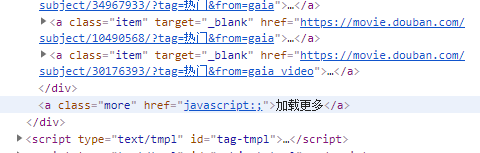 subject/34967933/?tag=热门&from=gaia">…</a>
▶<a class="item" target="_blank" href="https://movie.douban.com/
subject/10490568/?tag=热门&from=gaia">…</a>
▶<a class="item" target="_blank" href="https://movie.douban.com/
subject/30176393/?tag=热门&from=gaia_video">…</a>
</div>
<a class="more" href="javascript:;">加载更多</a>
</div>
▶<script type="text/tmpl" id="tag-tmpl">…</script>